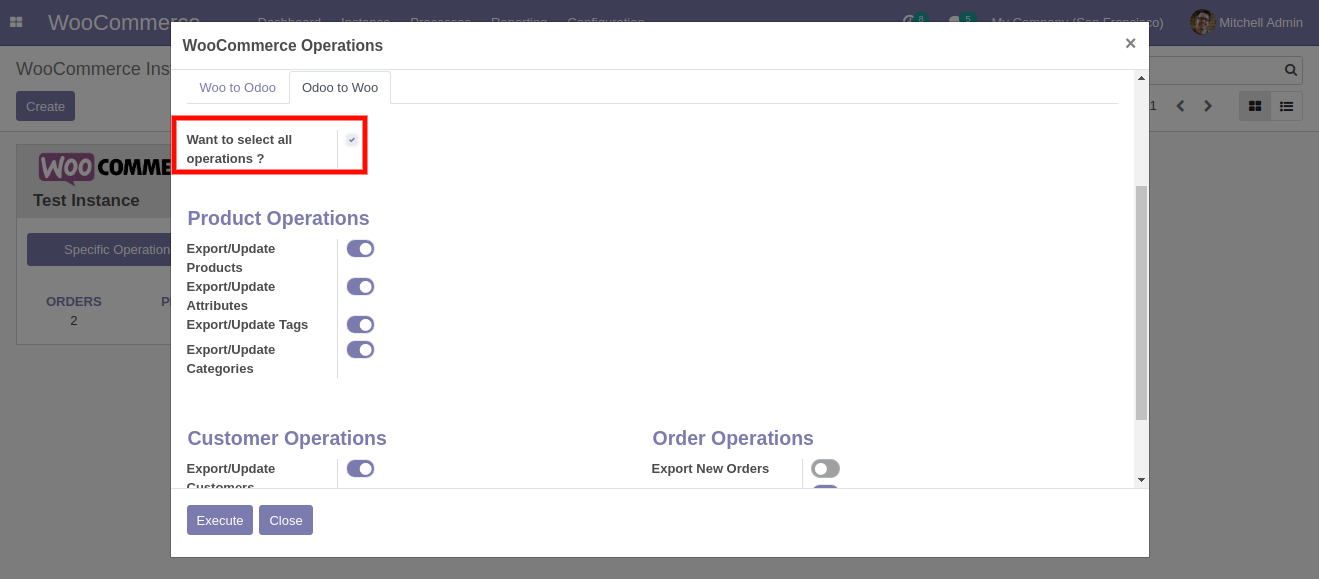 WooCommerce Dashboard Instance Processes Reporting Configuration 8 5 My Company (San Francisco) Mitchell Admin
WooCommerce Operations ×
WooCommerce Ins
Woo to Odoo Odoo to Woo
Create
1
Want to select all
operations ?
WOO COMME
Test Instance
Product Operations
Specific Operation
Export/Update
Products
Export/Update
Attributes
ORDERS P
2
Export/Update Tags
Export/Update
Categories
Customer Operations Order Operations
Export/Update Export New Orders
Customers
Execute Close